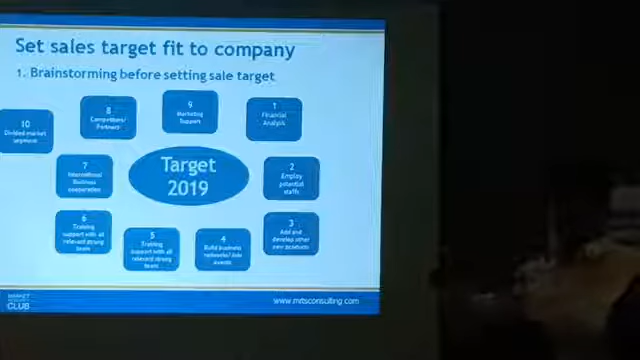 Set sales target fit to company
1. Brainstorming before setting sale target
10
Divided market
segment
8
Competitors/
Partners
9
Marketing
Support
1
Financial
Analysis
7
International
Business
cooperation
Target
2019
2
Employ
potential
staffs
6
Training
support with all
relevant strong
team
5
Training
support with all
relevant strong
team
4
Build business
network/ Join
events
3
Add and
develop other
new products
CLUB
www.mitsconsulting.com